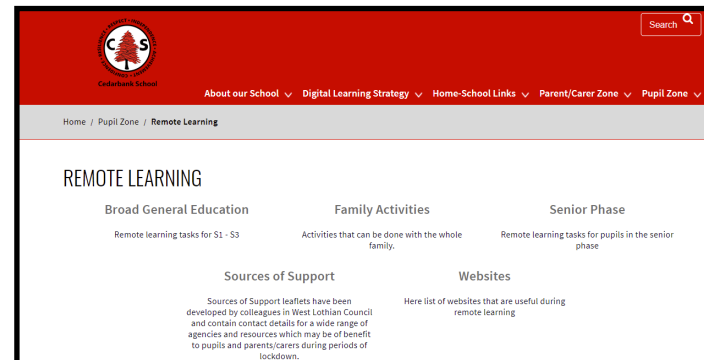 Search
CS
Cedarbank School
About our School Digital Learning Strategy Home-School Links Parent/Carer Zone Pupil Zone
Home / Pupil Zone / Remote Learning
REMOTE LEARNING
Broad General Education
Remote learning tasks for S1 - S3
Family Activities
Activities that can be done with the whole
family.
Senior Phase
Remote learning tasks for pupils in the senior
phase
Sources of Support
Sources of Support leaflets have been
developed by colleagues in West Lothian Council
and contain contact details for a wide range of
agencies and resources which may be of benefit
to pupils and parents/carers during periods of
lockdown.
Websites
Here list of websites that are useful during
remote learning